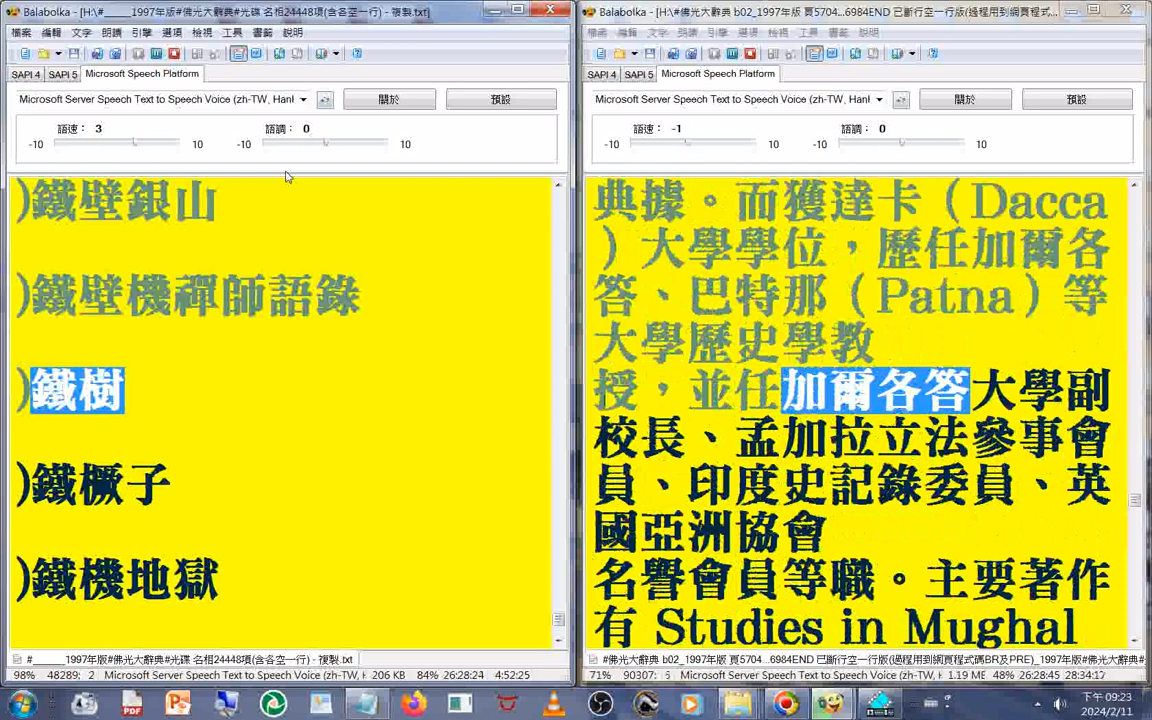 Balabolka - [H:\#_____1997年版#佛光大辭典#光碟 名相24448項(含各空一行) - 複製.txt]
檔案 編輯 文字 朗讀 引擎 選項 檢視 工具 書籤 說明
SAPI 4 SAPI 5 Microsoft Speech Platform
Microsoft Server Speech Text to Speech Voice (zh-TW, Hanl
關於 預設
語速： 3 語調： 0
-10 10 -10 10
)鐵壁銀山
)鐵壁機禪師語錄
)鐵樹
)鐵橛子
)鐵機地獄
#_____1997年版#佛光大辭典#光碟 名相24448項(含各空一行) - 複製.txt
98% 48289: 2 Microsoft Server Speech Text to Speech Voice (zh-TW, H 206 KB 84% 26:28:24 4:52:25
Balabolka - [H:\#佛光大辭典 b02_1997年版 頁5704...6984END 已斷行空一行版(過程用到網頁程式...
檔案 編輯 文字 朗讀 引擎 選項 檢視 工具 書籤 說明
SAPI 4 SAPI 5 Microsoft Speech Platform
Microsoft Server Speech Text to Speech Voice (zh-TW, Hanl
關於 預設
語速： -1 語調： 0
-10 10 -10 10
典據。而獲達卡（Dacca
）大學學位，歷任加爾各
答、巴特那（Patna）等
大學歷史學教
授，並任加爾各答大學副
校長、孟加拉立法參事會
員、印度史記錄委員、英
國亞洲協會
名譽會員等職。主要著作
有 Studies in Mughal
#佛光大辭典 b02_1997年版 頁5704...6984END 已斷行空一行版(過程用到網頁程式碼BR及PRE)_1997年版#佛光大辭典#
71% 90307: 5 Microsoft Server Speech Text to Speech Voice (zh-TW, H 1.19 ME 48% 26:28:45 28:34:17
下午 09:23
2024/2/11